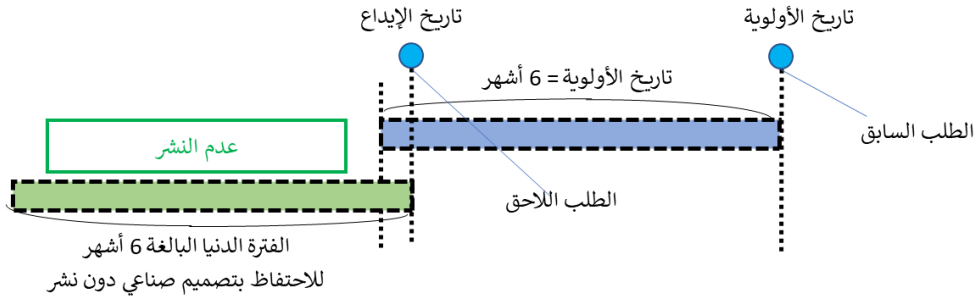 تاريخ الأولوية
تاريخ الإيداع
تاريخ الأولوية = 6 أشهر
الطلب السابق
عدم النشر
الطلب اللاحق
الفترة الدنيا البالغة 6 أشهر
للاحتفاظ بتصميم صناعي دون نشر